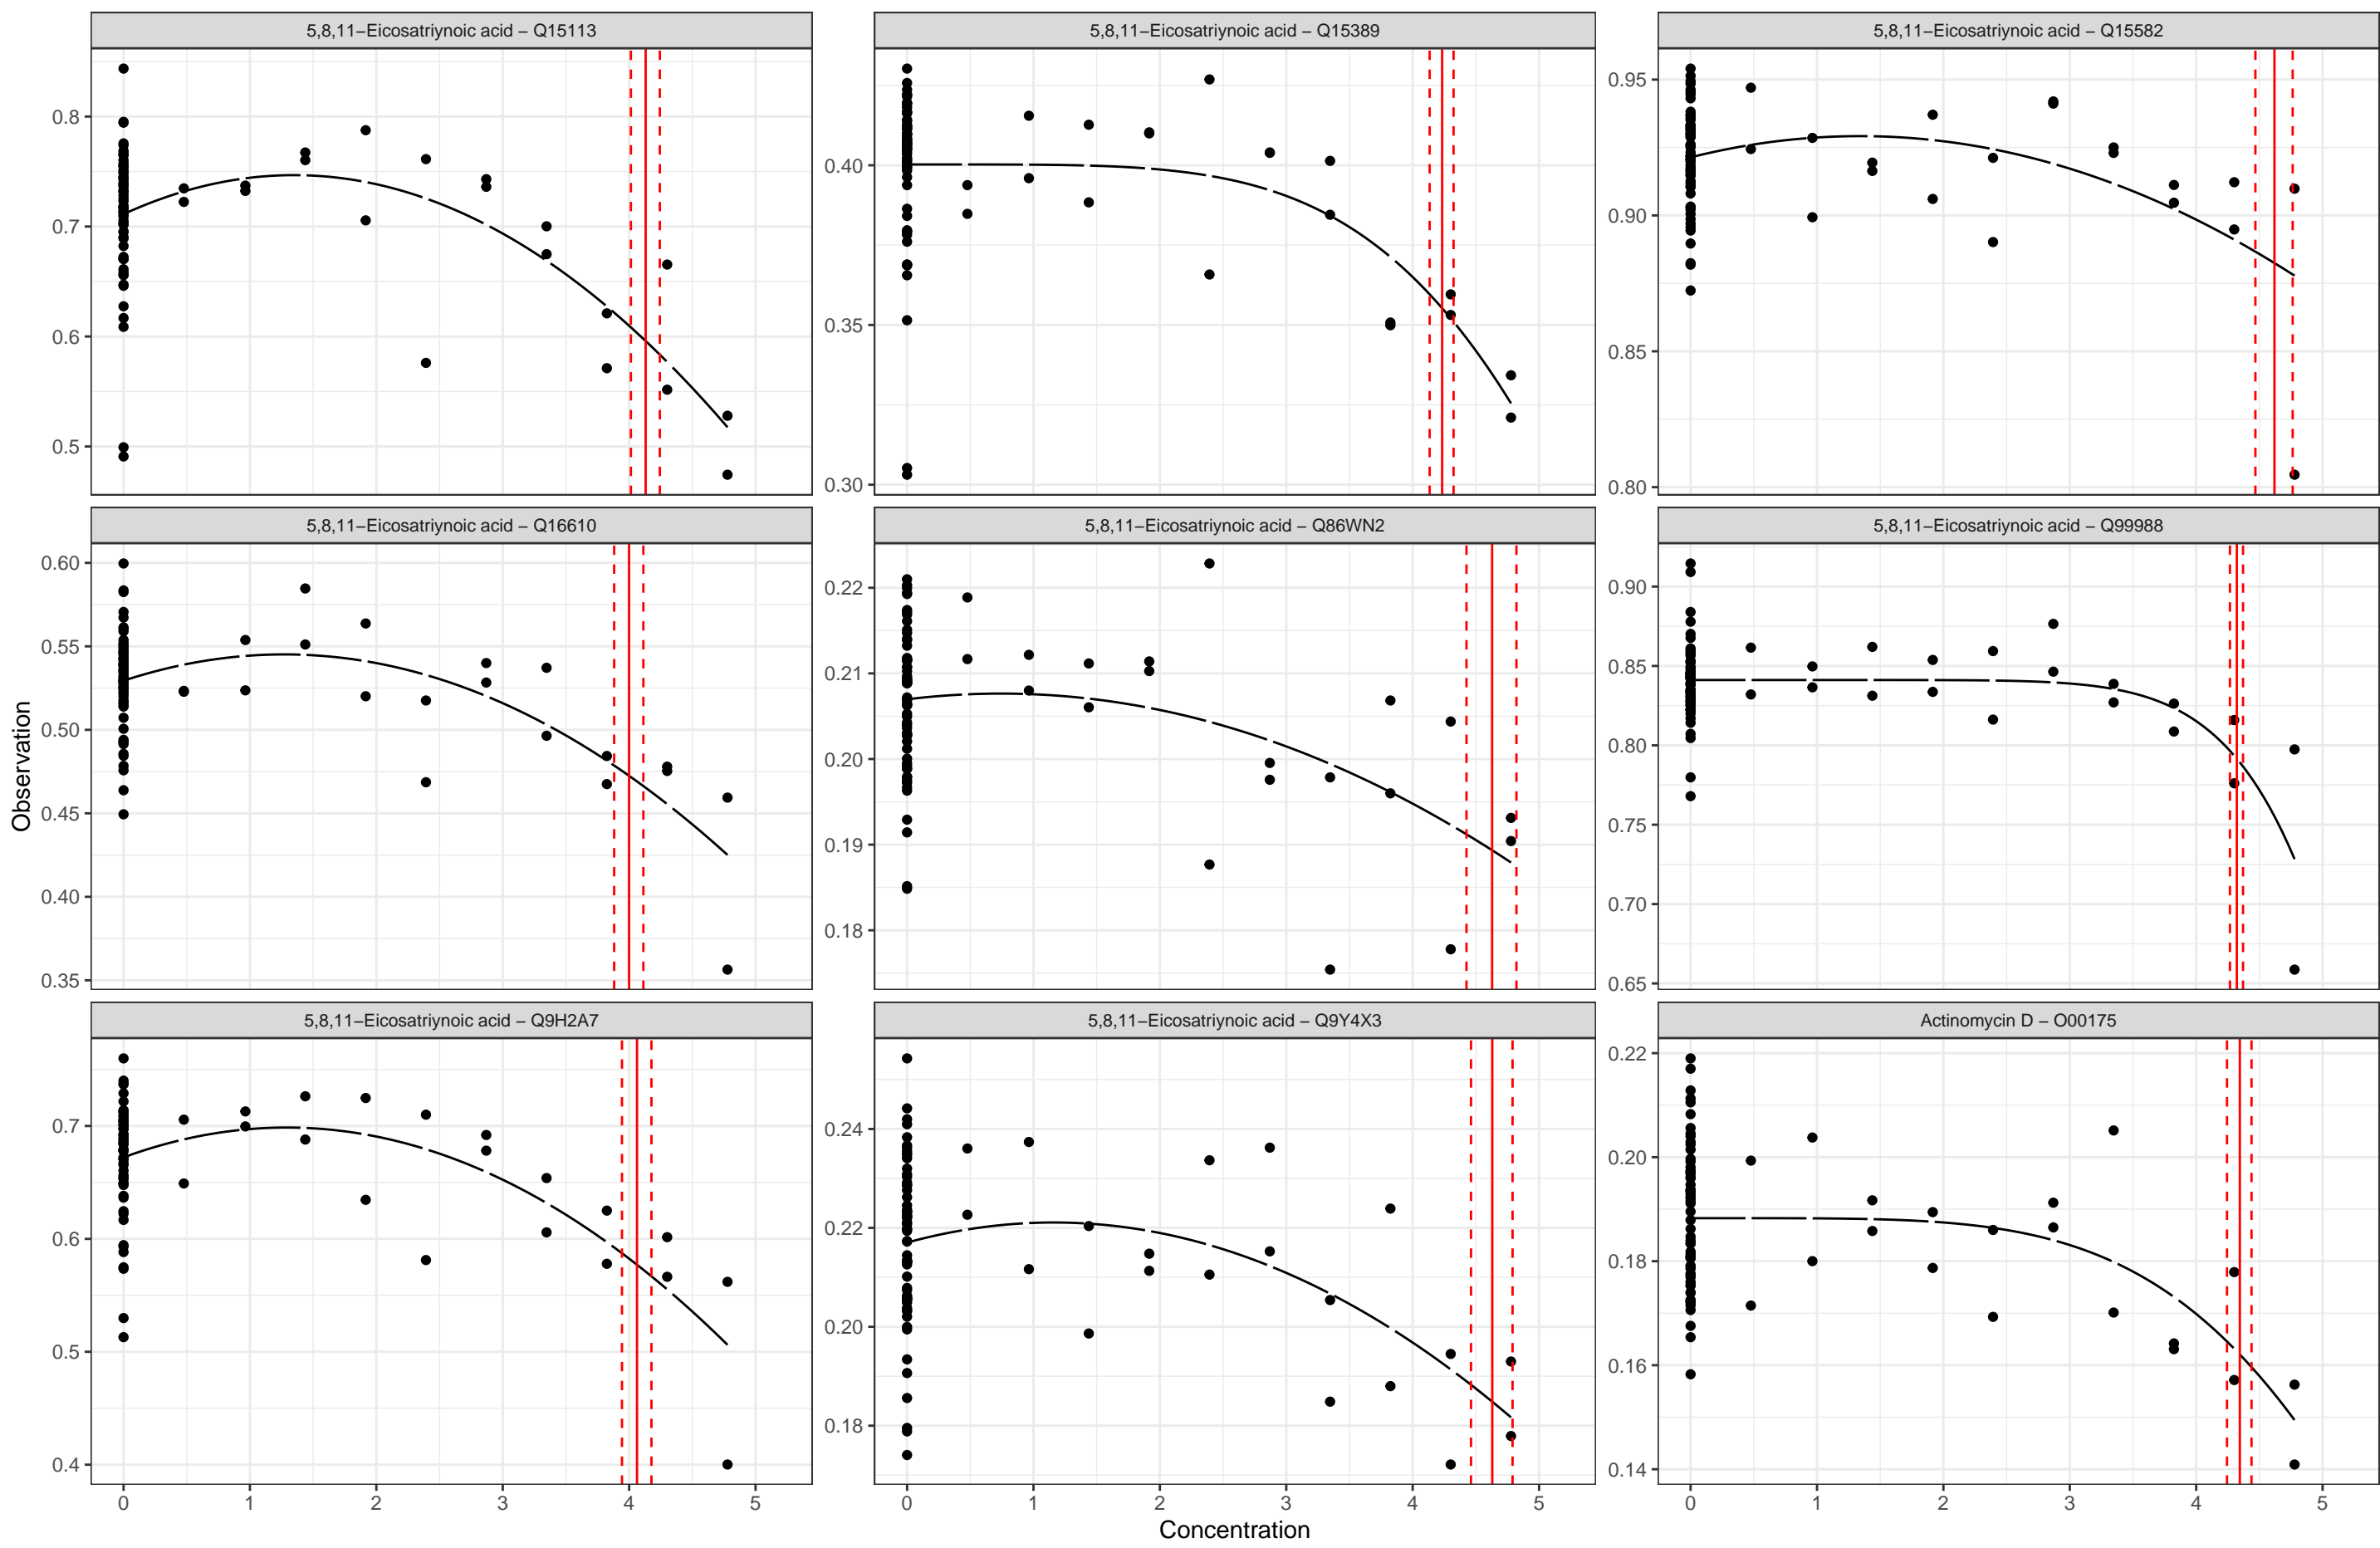 5,8,11−Eicosatriynoic acid − Q15113
5,8,11−Eicosatriynoic acid − Q15389
5,8,11−Eicosatriynoic acid − Q15582
0.8
0.7
0.6
0.5
0.40
0.35
0.30
0.95
0.90
0.85
0.80
5,8,11−Eicosatriynoic acid − Q16610
5,8,11−Eicosatriynoic acid − Q86WN2
5,8,11−Eicosatriynoic acid − Q99988
0.60
0.55
0.50
0.45
0.40
0.35
0.22
0.21
0.20
0.19
0.18
0.90
0.85
0.80
0.75
0.70
0.65
Observation
5,8,11−Eicosatriynoic acid − Q9H2A7
5,8,11−Eicosatriynoic acid − Q9Y4X3
Actinomycin D − O00175
0.7
0.6
0.5
0.4
0.24
0.22
0.20
0.18
0.22
0.20
0.18
0.16
0.14
0 1 2 3 4 5
0 1 2 3 4 5
0 1 2 3 4 5
Concentration